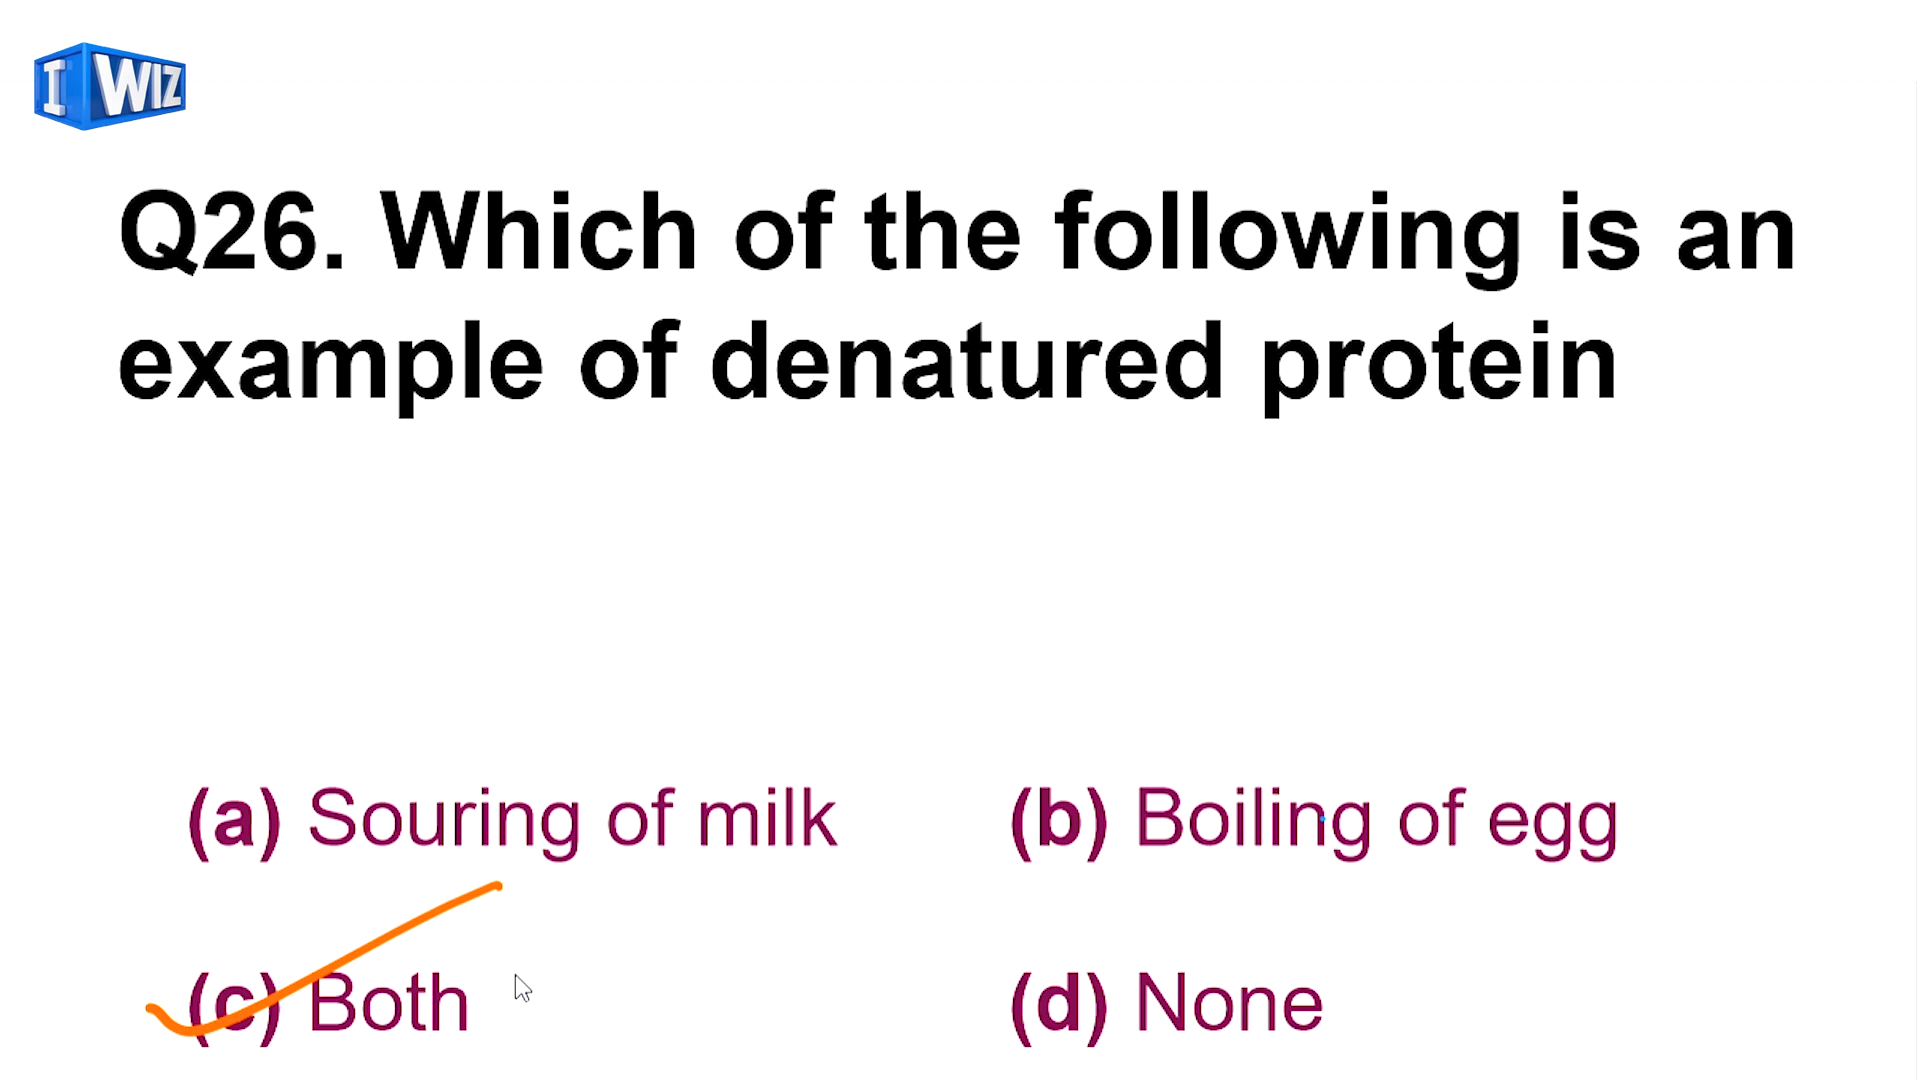 I WIZ
Q26. Which of the following is an
example of denatured protein
(a) Souring of milk
(b) Boiling of egg
(c) Both
(d) None